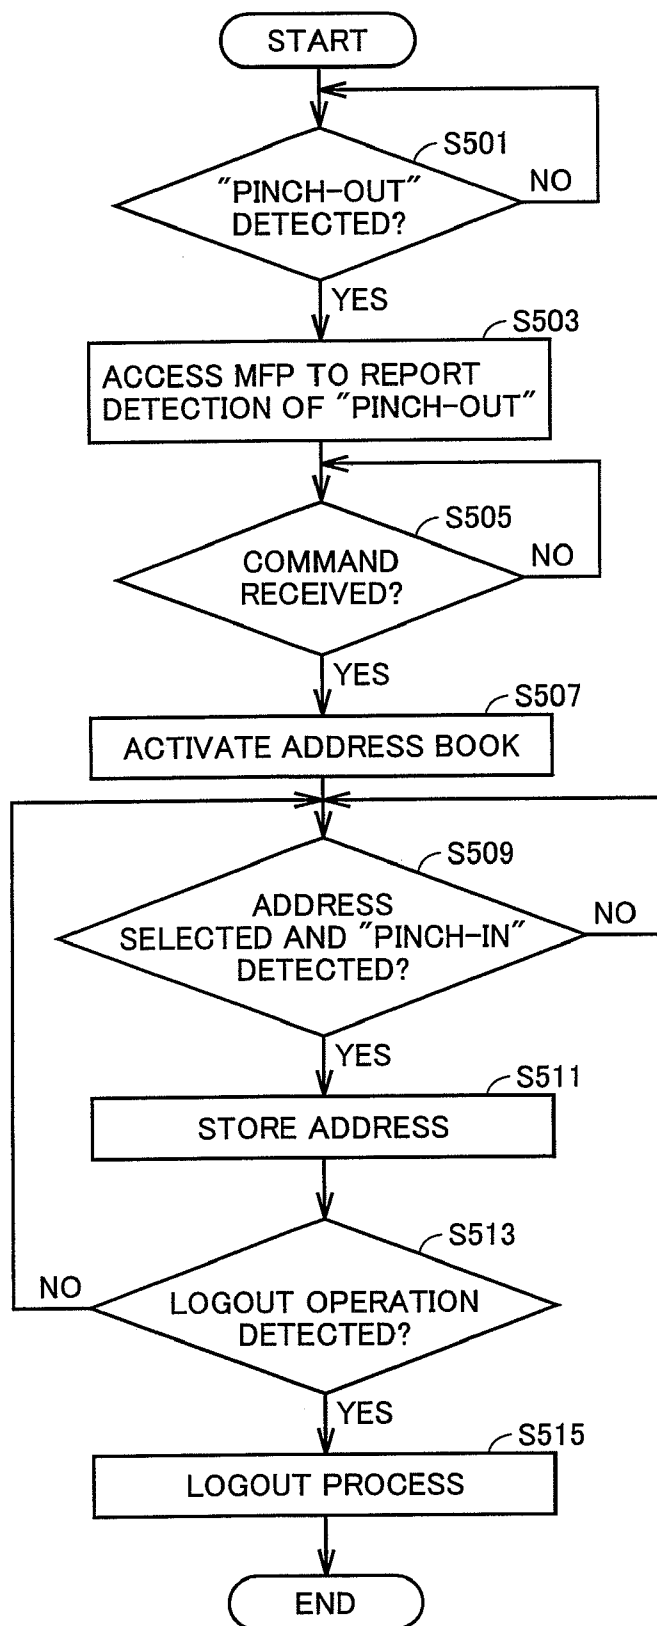 START
S501
"PINCH-OUT"
DETECTED?
NO
YES
S503
ACCESS MFP TO REPORT
DETECTION OF "PINCH-OUT"
S505
COMMAND
RECEIVED?
NO
YES
S507
ACTIVATE ADDRESS BOOK
S509
ADDRESS
SELECTED AND "PINCH-IN"
DETECTED?
NO
YES
S511
STORE ADDRESS
S513
NO
LOGOUT OPERATION
DETECTED?
YES
S515
LOGOUT PROCESS
END